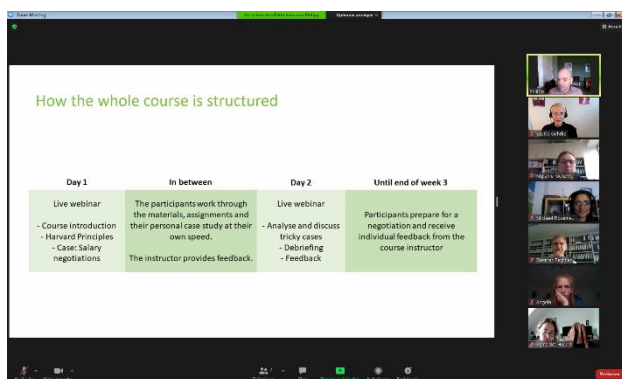 Zoom Meeting
How the whole course is structured
Day 1
Live webinar
- Course introduction
- Harvard Principles
- Case: Salary
negotiations
In between
The participants work through
the materials, assignments and
their personal case study at their
own speed.
The instructor provides feedback.
Day 2
Live webinar
- Analyse and discuss
tricky cases
- Debriefing
- Feedback
Until end of week 3
Participants prepare for a
negotiation and receive
individual feedback from the
course instructor